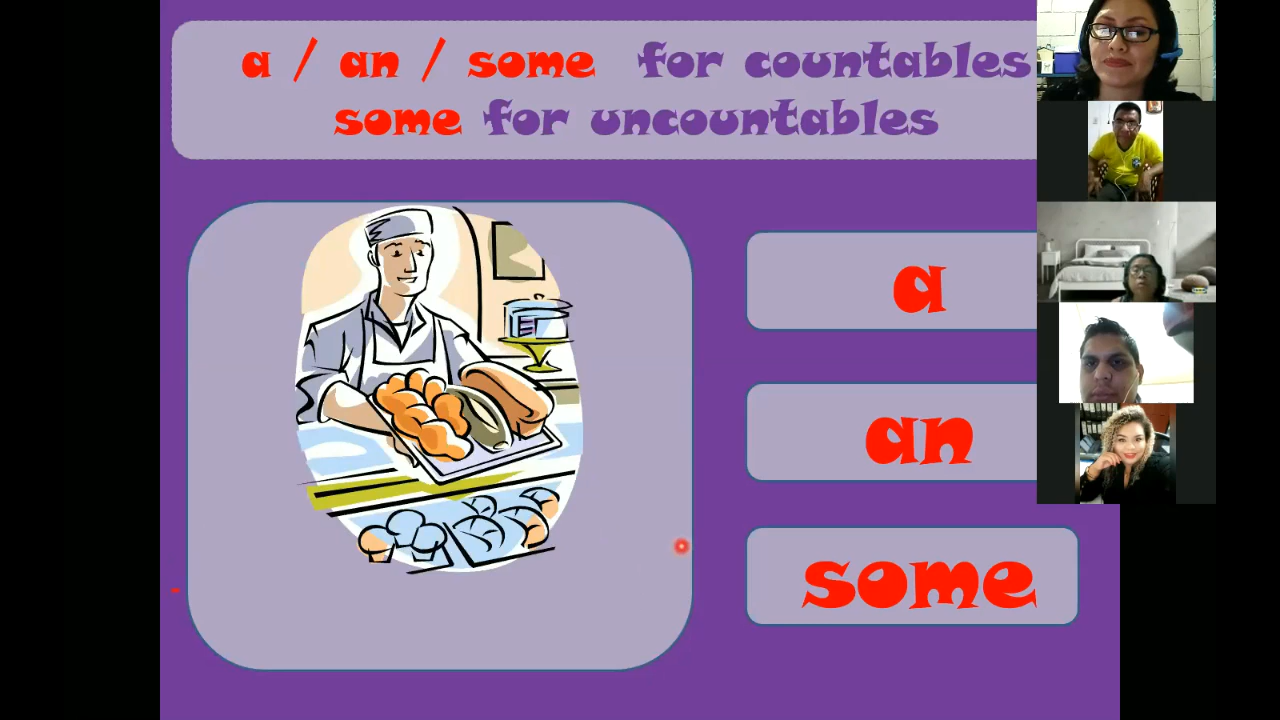 a / an / some for countables
some for uncountables
a
an
some